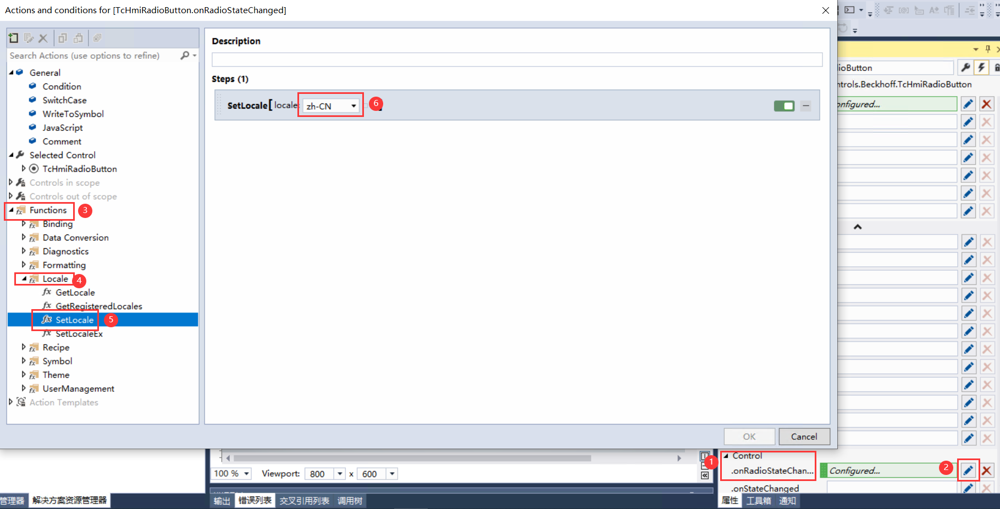 Actions and conditions for [TcHmiRadioButton.onRadioStateChanged]
Search Actions (use options to refine)
General
Condition
SwitchCase
WriteToSymbol
JavaScript
Comment
Selected Control
TcHmiRadioButton
Controls in scope
Controls out of scope
Functions
3
Binding
Data Conversion
Diagnostics
Formatting
Locale
4
GetLocale
GetRegisteredLocales
SetLocale
5
SetLocaleEx
Recipe
Symbol
Theme
UserManagement
Action Templates
Description
Steps (1)
SetLocale[ locale: zh-CN
6
OK
Cancel
ioButton
ntrols.Beckhoff.TcHmiRadioButton
onfigured...
1
Control
.onRadioStateChan...
Configured...
2
.onStateChanged
100 %
Viewport: 800 x 600
管理器
解决方案资源管理器
输出
错误列表
交叉引用列表
调用树
属性
工具箱
通知